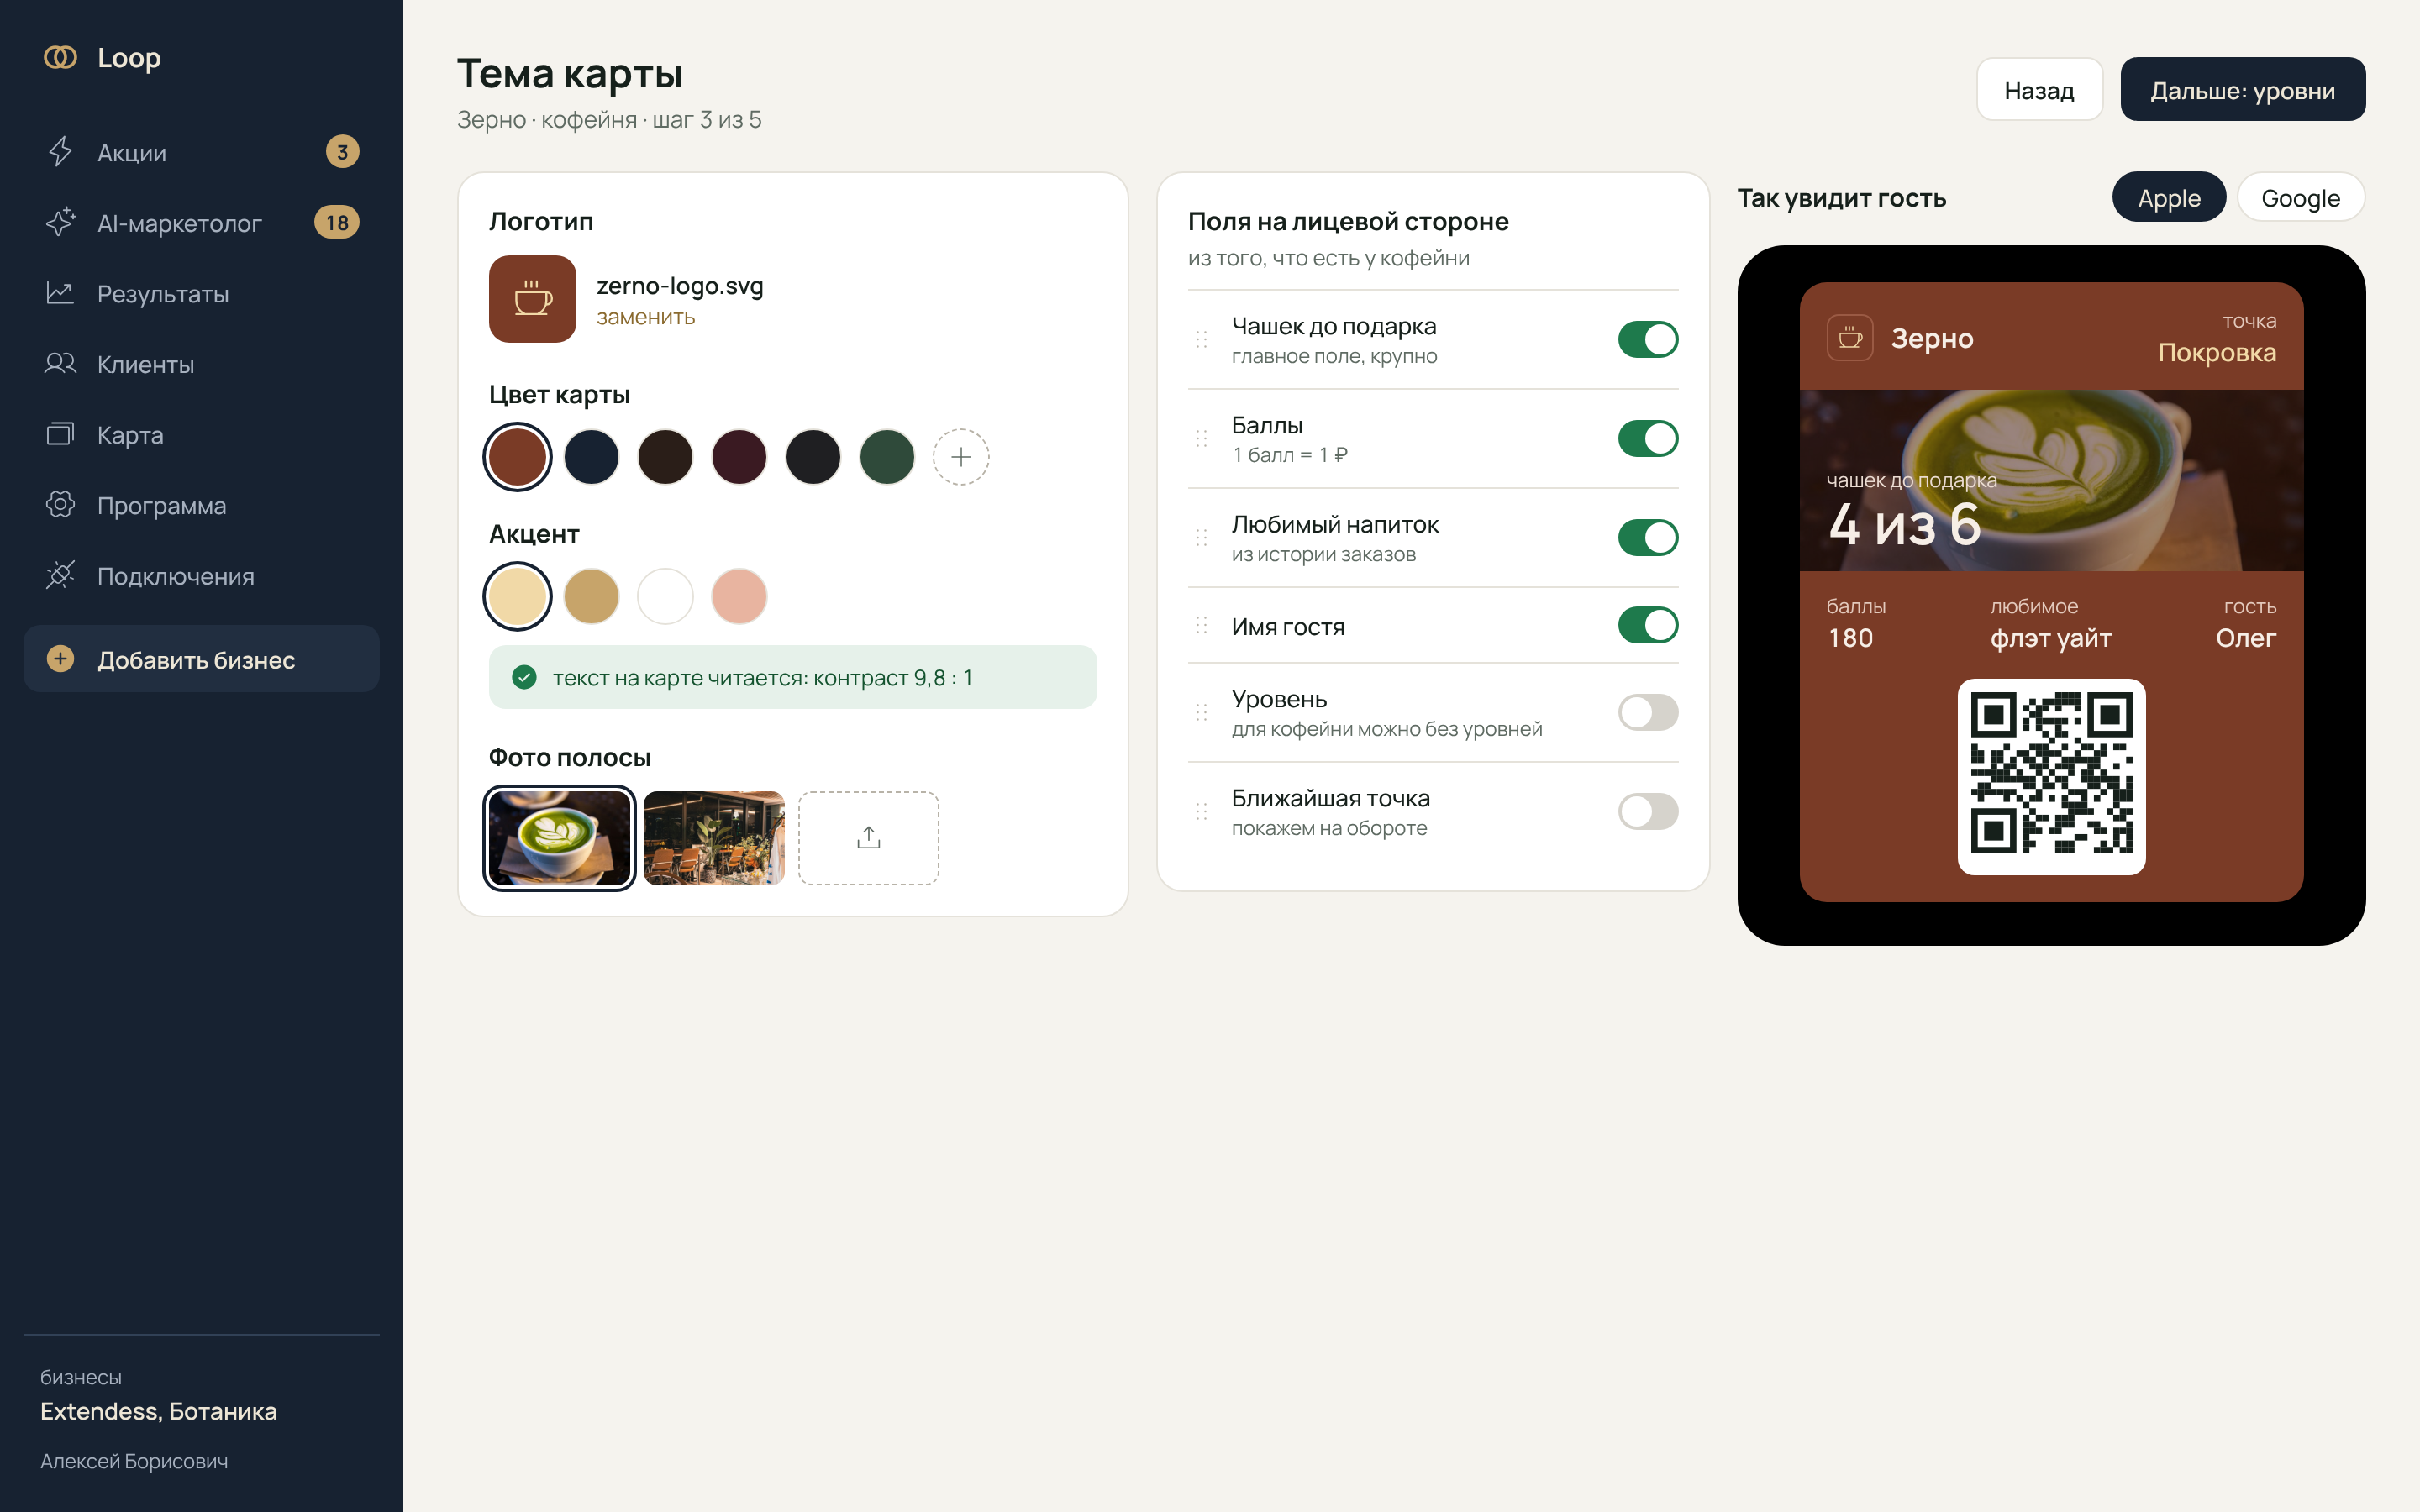 Loop
Акции
3
AI-маркетолог
18
Результаты
Клиенты
Карта
Программа
Подключения
Добавить бизнес
бизнесы
Extendess, Ботаника
Алексей Борисович
Тема карты
Зерно · кофейня · шаг 3 из 5
Назад
Дальше: уровни
Логотип
zerno-logo.svg
заменить
Цвет карты
Акцент
текст на карте читается: контраст 9,8 : 1
Фото полосы
Поля на лицевой стороне
из того, что есть у кофейни
Чашек до подарка
главное поле, крупно
Баллы
1 балл = 1 ₽
Любимый напиток
из истории заказов
Имя гостя
Уровень
для кофейни можно без уровней
Ближайшая точка
покажем на обороте
Так увидит гость
Apple
Google
Зерно
точка
Покровка
чашек до подарка
4 из 6
баллы
180
любимое
флэт уайт
гость
Олег